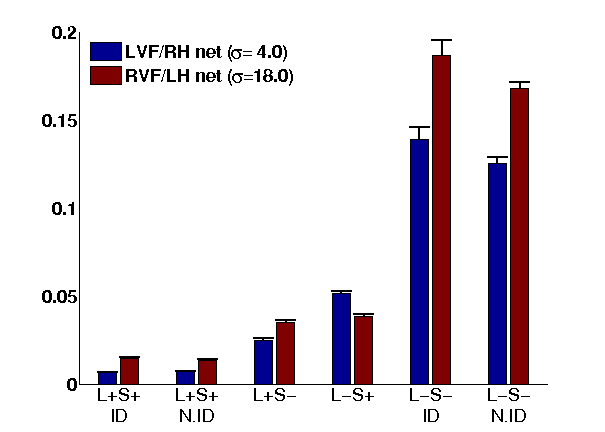 0.2
LVF/RH net (σ= 4.0)
RVF/LH net (σ=18.0)
0.15
0.1
0.05
0
L+S+ L+S+ L+S− L−S+ L−S− L−S−
ID N.ID ID N.ID